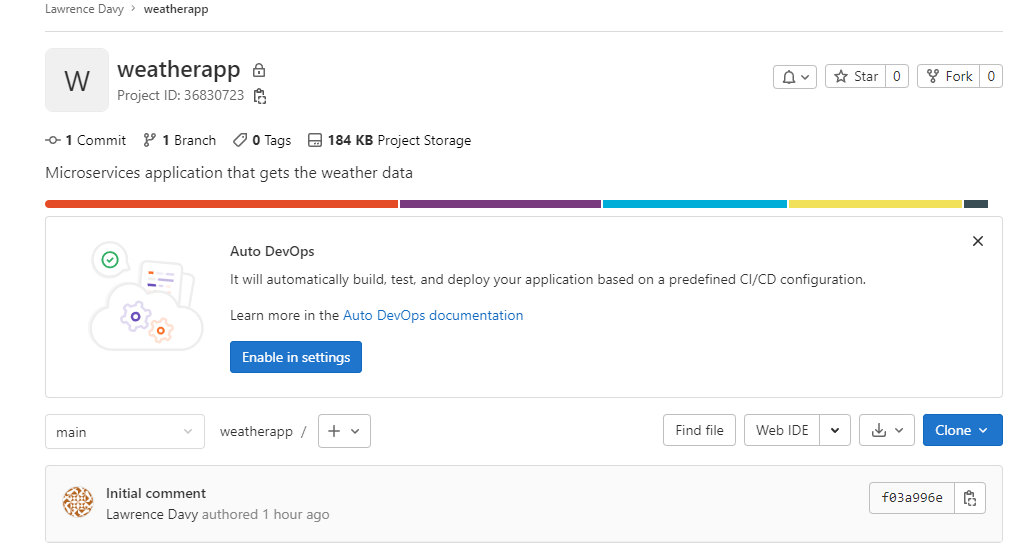 Lawrence Davy > weatherapp
W
weatherapp
Project ID: 36830723
Star 0 Fork 0
1 Commit 1 Branch 0 Tags 184 KB Project Storage
Microservices application that gets the weather data
Auto DevOps
It will automatically build, test, and deploy your application based on a predefined CI/CD configuration.
Learn more in the Auto DevOps documentation
Enable in settings
main weatherapp / + Find file Web IDE Clone
Initial comment
Lawrence Davy authored 1 hour ago
f03a996e